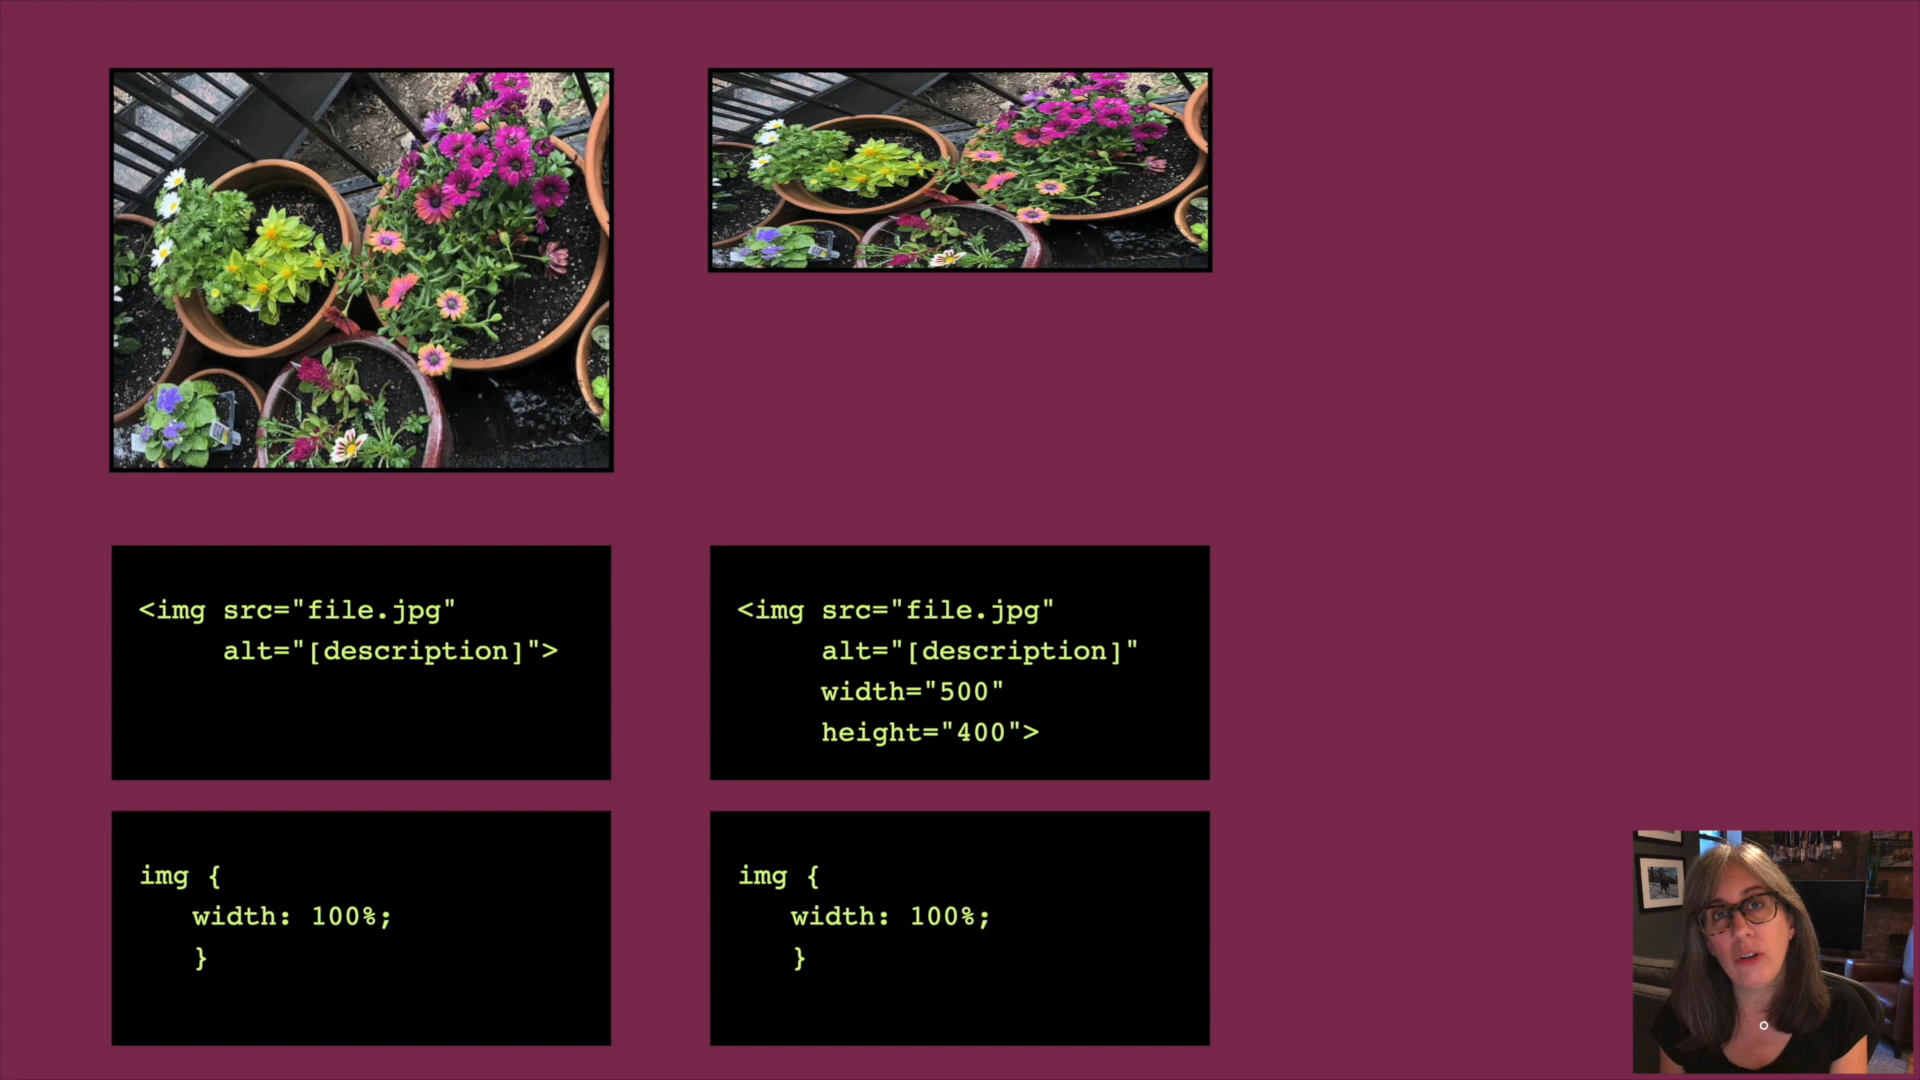 <img src="file.jpg"
alt="[description]">
<img src="file.jpg"
alt="[description]"
width="500"
height="400">
img {
width: 100%;
}
img {
width: 100%;
}